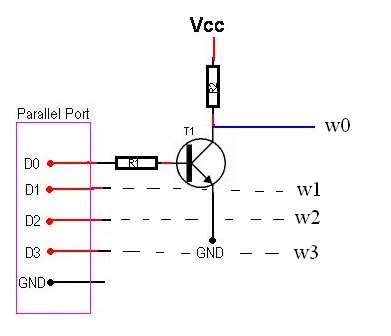 Vcc
R2
w0
Parallel Port
T1
D0
R1
D1
w1
D2
w2
D3
GND
w3
GND